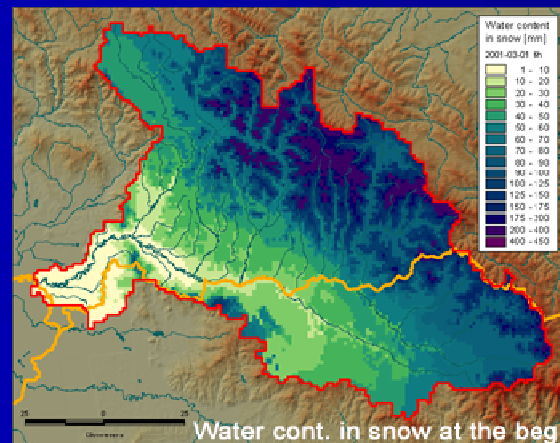 Water content
in snow [mm]
2001-03-01 6h
1 - 10
10 - 20
20 - 30
30 - 40
40 - 50
50 - 60
60 - 70
70 - 80
80 - 90
90 - 100
100 - 125
125 - 150
150 - 175
175 - 200
200 - 400
400 - 450
25 0 25
Kilometers
Water cont. in snow at the beg